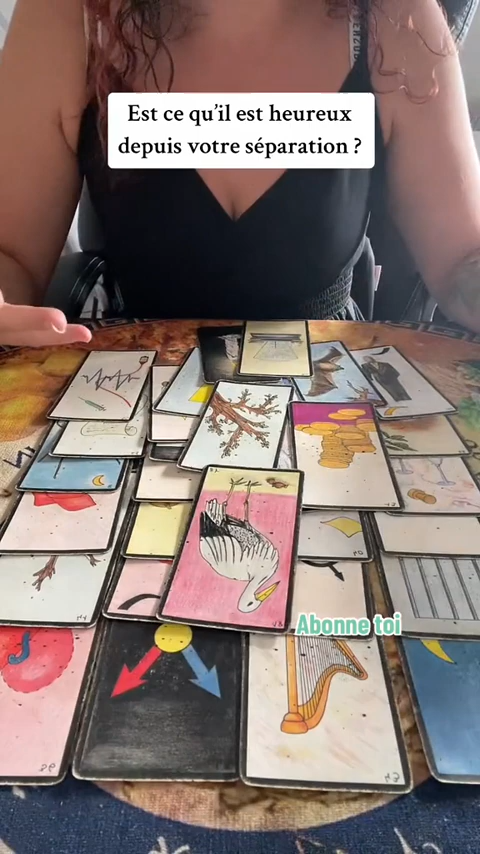 Est ce qu'il est heureux
depuis votre séparation ?
Abonne toi